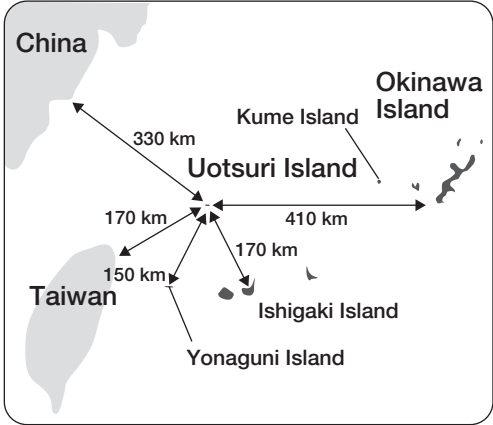 China
Okinawa
Island
Kume Island
330 km
Uotsuri Island
170 km
410 km
170 km
150 km
Taiwan
Ishigaki Island
Yonaguni Island